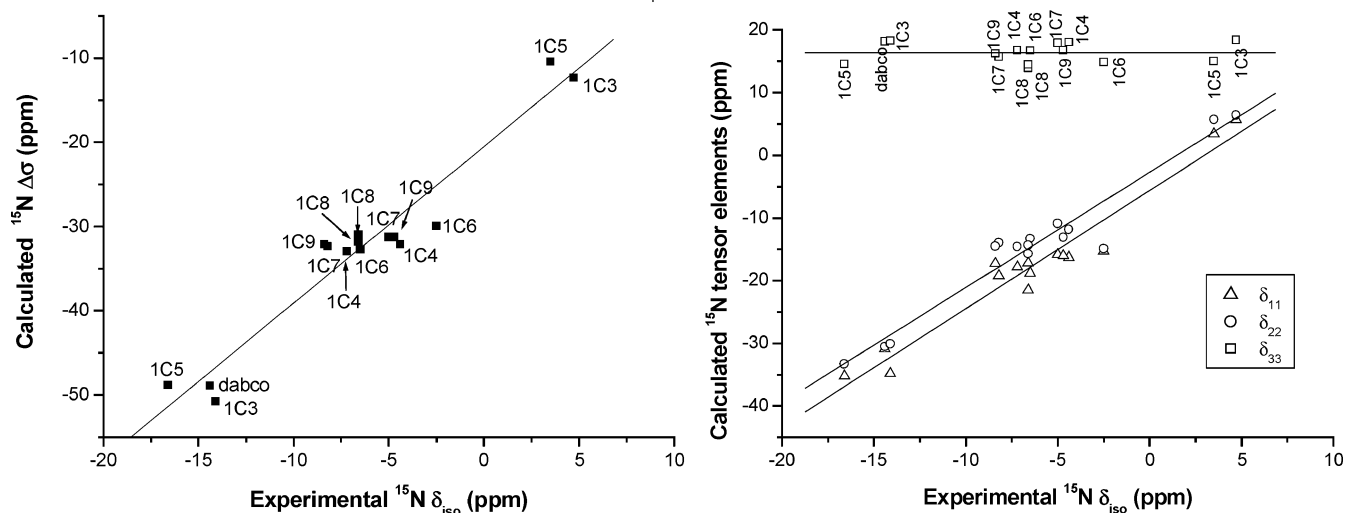 -10
-20
-30
-40
-50
Calculated ¹⁵N Δσ (ppm)
1C5
1C3
1C9
1C8
1C8
1C7
1C6
1C9
1C4
1C7
1C6
1C4
1C5
dabco
1C3
-20 -15 -10 -5 0 5 10
Experimental ¹⁵N δiso (ppm)
20
15
10
5
0
-10
-20
-30
-40
Calculated ¹⁵N tensor elements (ppm)
1C5
dabco
1C3
1C9
1C7
1C4
1C8
1C6
1C8
1C7
1C9
1C4
1C6
1C5
1C3
δ11
δ22
δ33
-20 -15 -10 -5 0 5 10
Experimental ¹⁵N δiso (ppm)